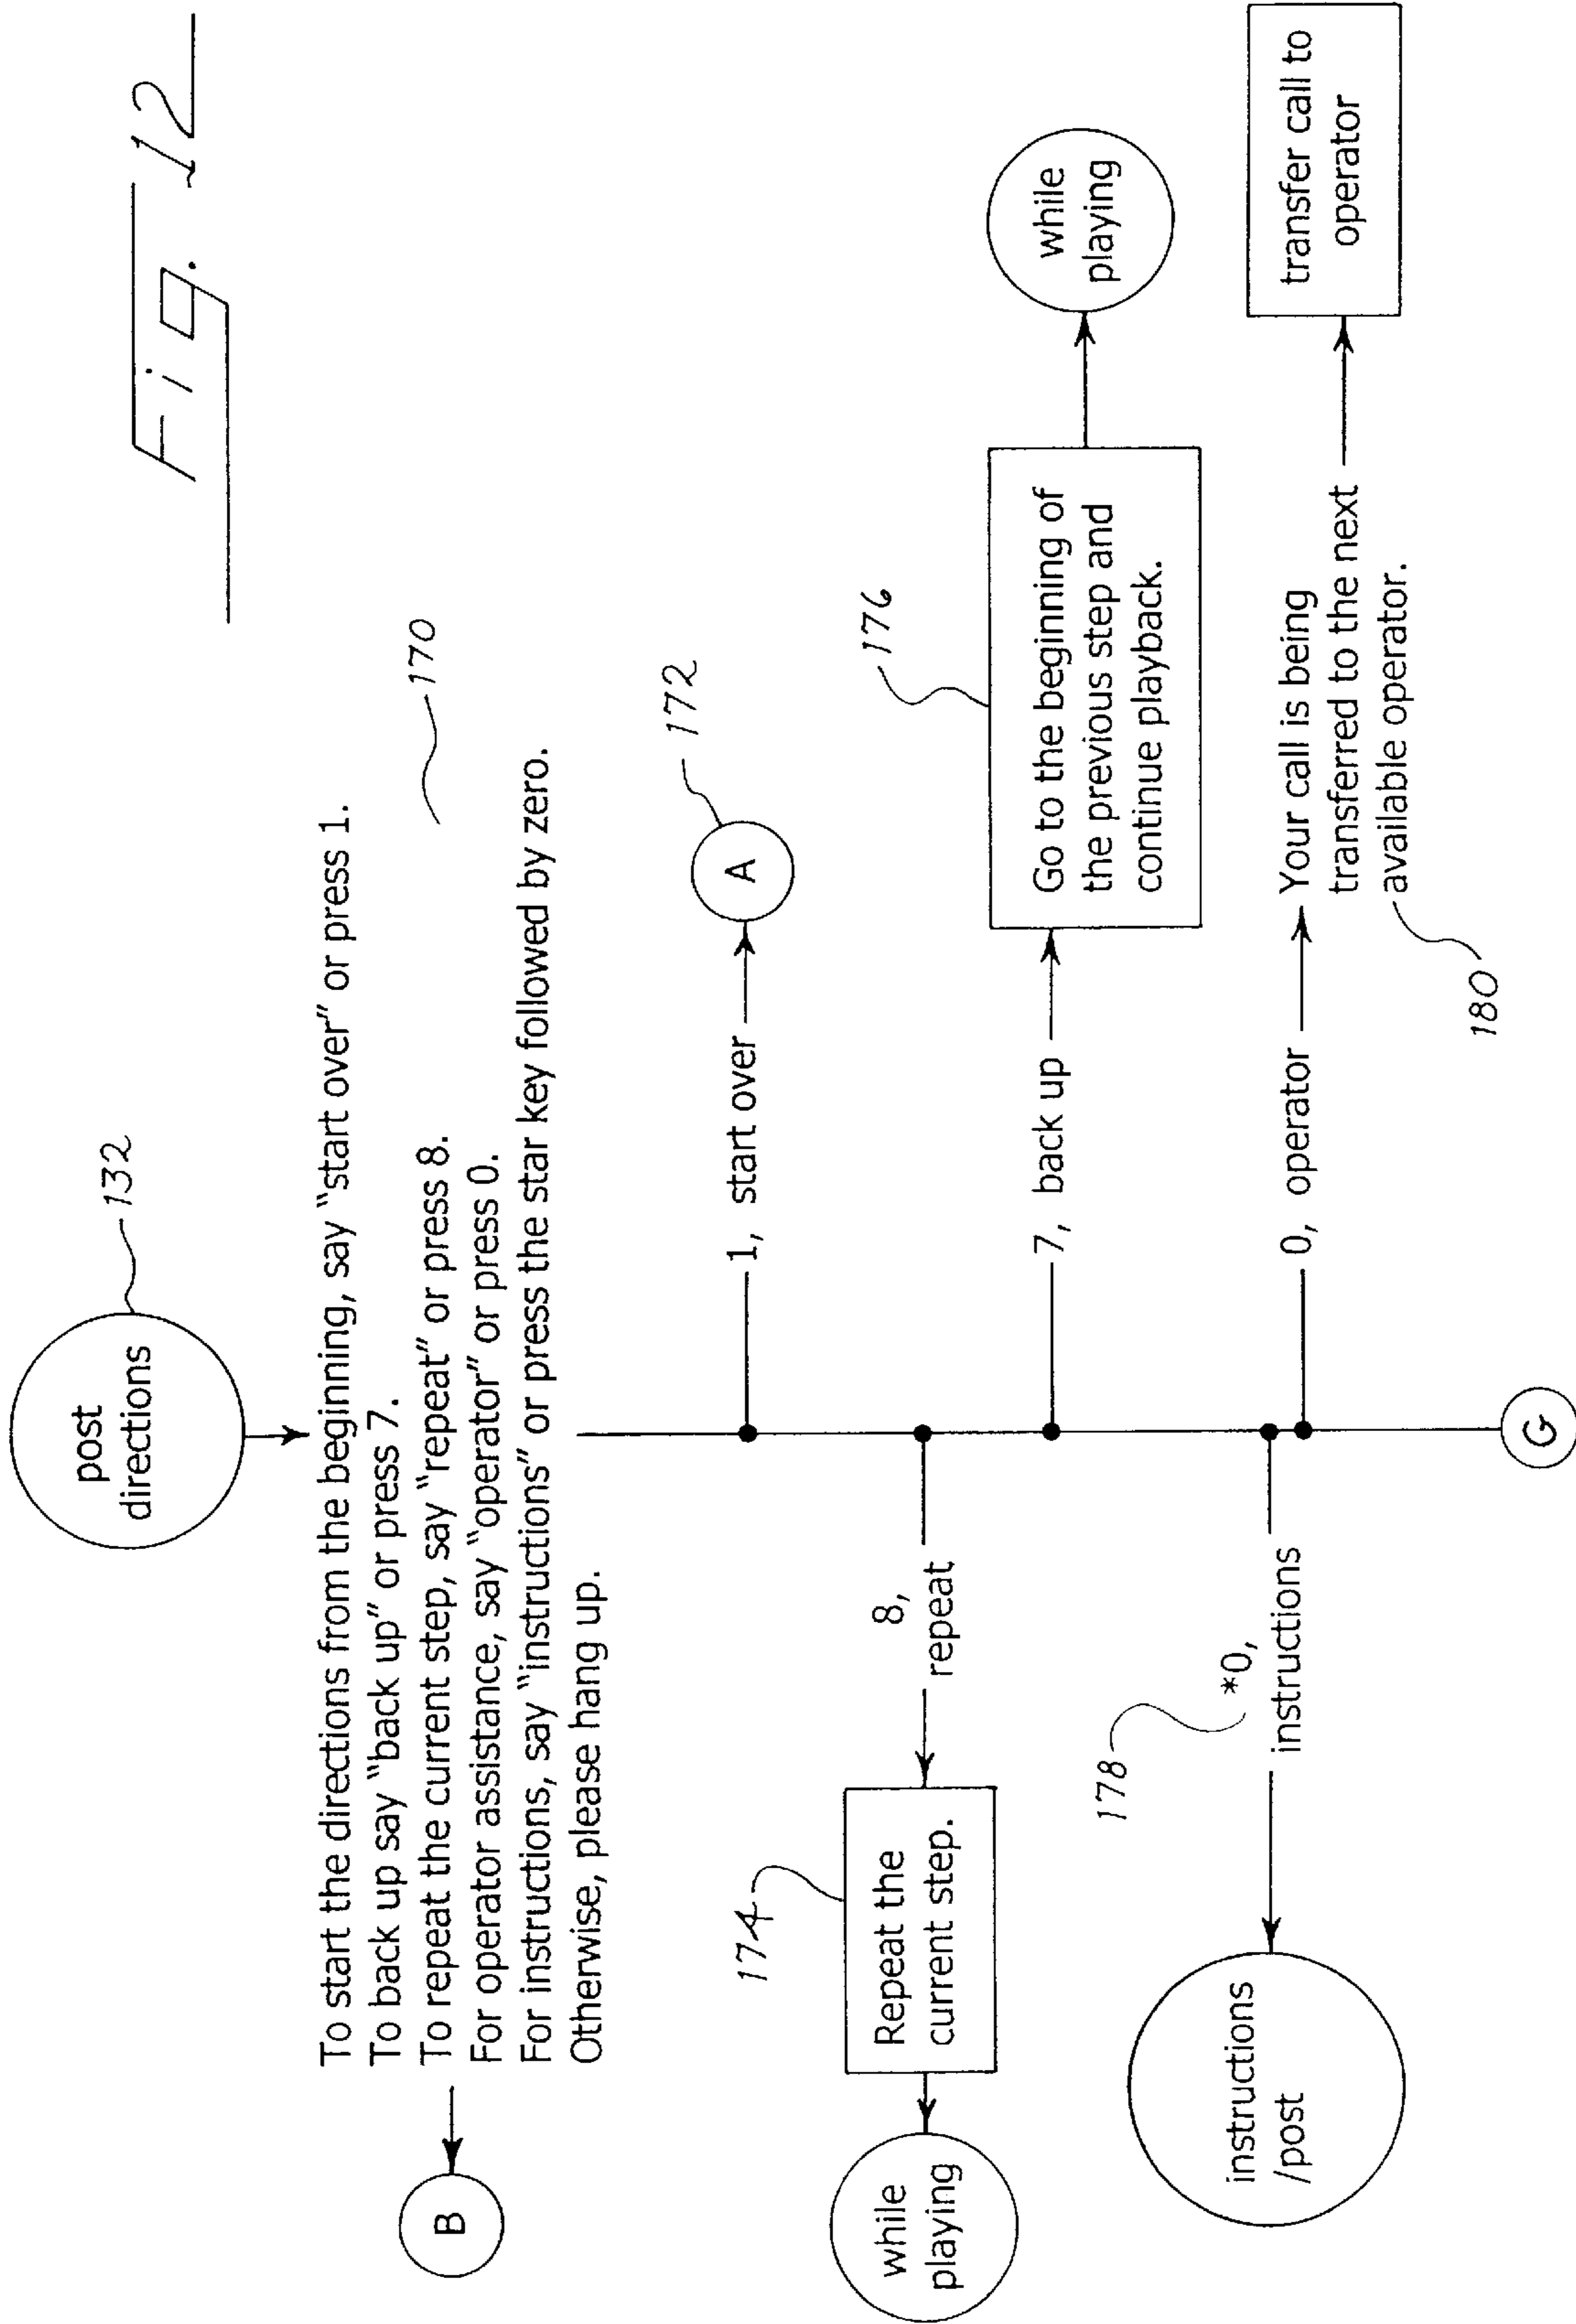 Fig. 12
post
directions
132
To start the directions from the beginning, say "start over" or press 1.
To back up say "back up" or press 7.
To repeat the current step, say "repeat" or press 8.
For operator assistance, say "operator" or press 0.
For instructions, say "instructions" or press the star key followed by zero.
Otherwise, please hang up.
170
B
1, start over
A
172
8,
repeat
Repeat the
current step.
174
while
playing
7, back up
Go to the beginning of
the previous step and
continue playback.
176
while
playing
*0,
instructions
178
instructions
/post
0, operator
Your call is being
transferred to the next
available operator.
180
transfer call to
operator
G